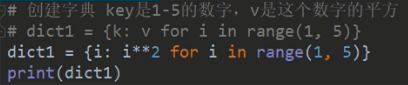 # 创建字典 key是1-5的数字，v是这个数字的平方
# dict1 = {k: v for i in range(1, 5)}
dict1 = {i: i**2 for i in range(1, 5)}
print(dict1)